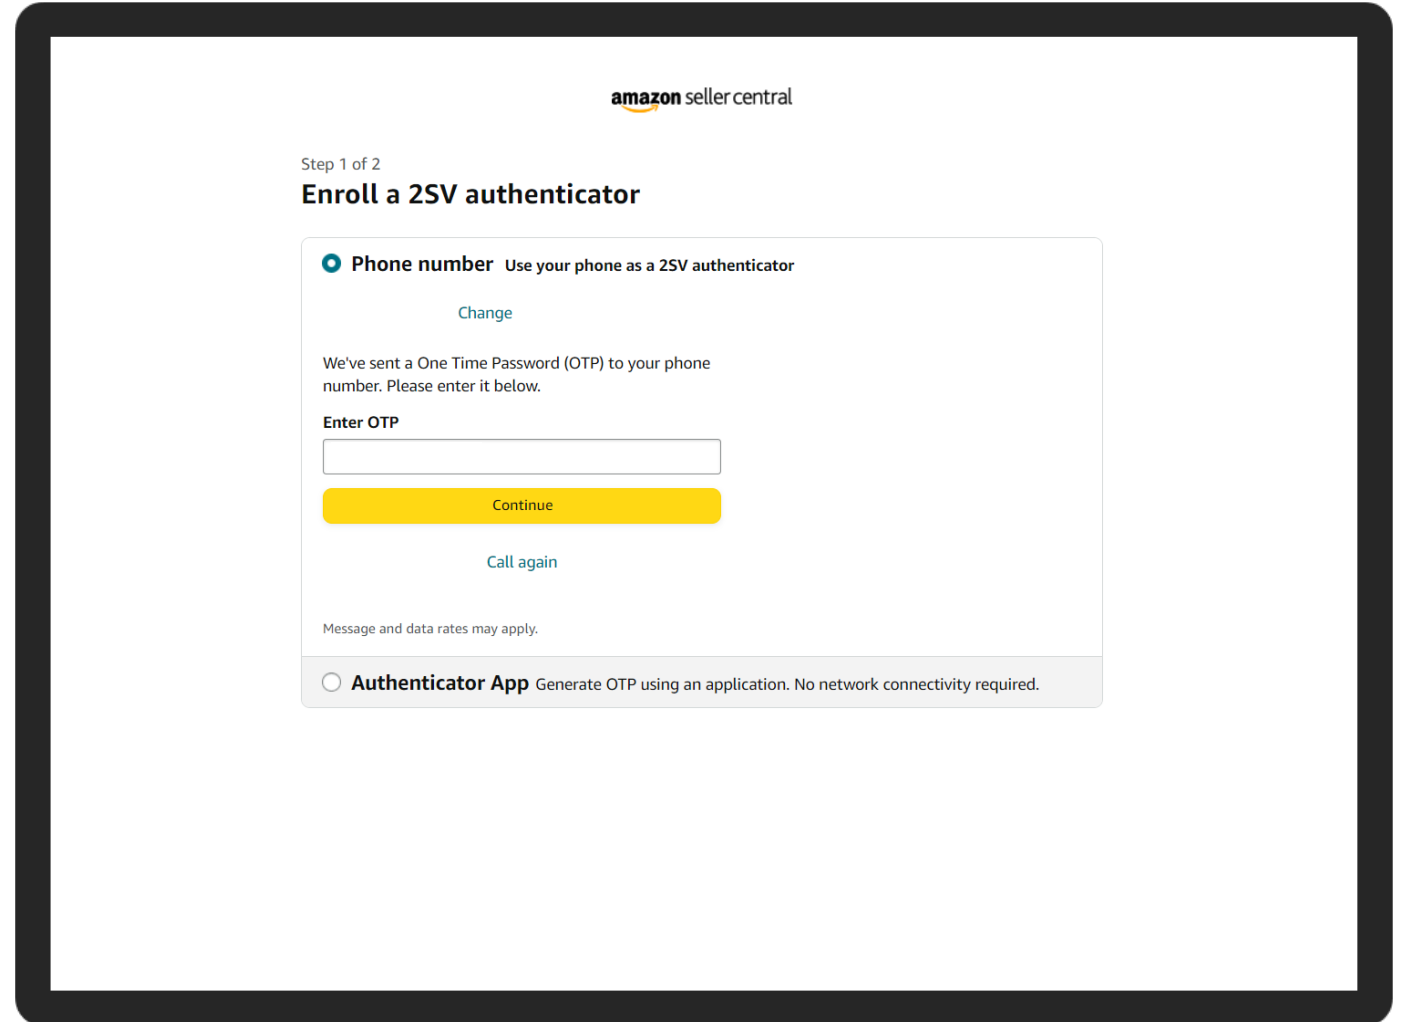 amazon seller central
Step 1 of 2
Enroll a 2SV authenticator
Phone number Use your phone as a 2SV authenticator
Change
We've sent a One Time Password (OTP) to your phone
number. Please enter it below.
Enter OTP
Continue
Call again
Message and data rates may apply.
Authenticator App Generate OTP using an application. No network connectivity required.